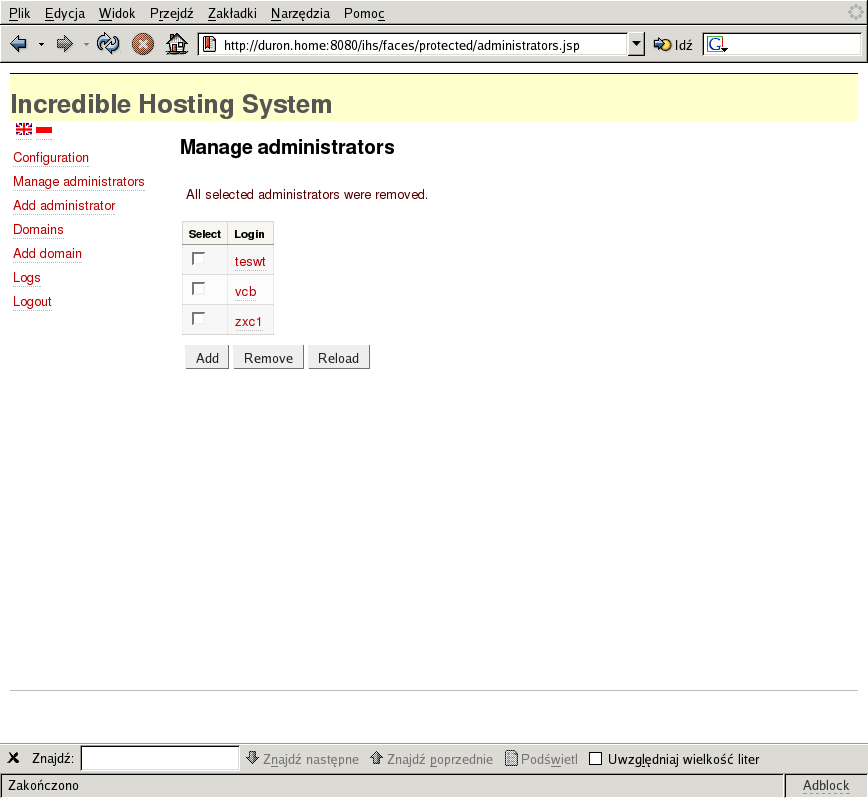 Plik Edycja Widok Przejdź Zakładki Narzędzia Pomoc
http://duron.home:8080/ihs/faces/protected/administrators.jsp Idź G
Incredible Hosting System
Manage administrators
Configuration
Manage administrators
Add administrator
Domains
Add domain
Logs
Logout
All selected administrators were removed.
Select Login
teswt
vcb
zxc1
Add Remove Reload
Znajdź: Znajdź następne Znajdź poprzednie Podświetl Uwzględniaj wielkość liter
Zakończono Adblock